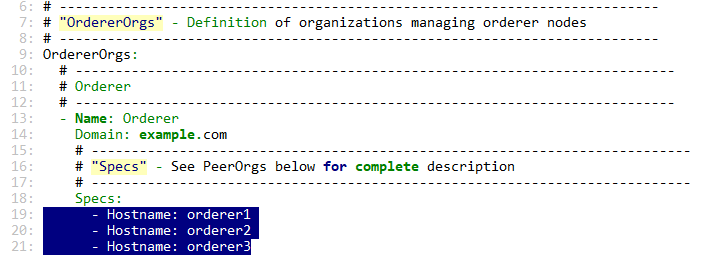 6: # ---------------------------------------------------------------------------
7: # "OrdererOrgs" - Definition of organizations managing orderer nodes
8: # ---------------------------------------------------------------------------
9: OrdererOrgs:
10: # ---------------------------------------------------------------------------
11: # Orderer
12: # ---------------------------------------------------------------------------
13: - Name: Orderer
14: Domain: example.com
15: # ---------------------------------------------------------------------------
16: # "Specs" - See PeerOrgs below for complete description
17: # ---------------------------------------------------------------------------
18: Specs:
19: - Hostname: orderer1
20: - Hostname: orderer2
21: - Hostname: orderer3